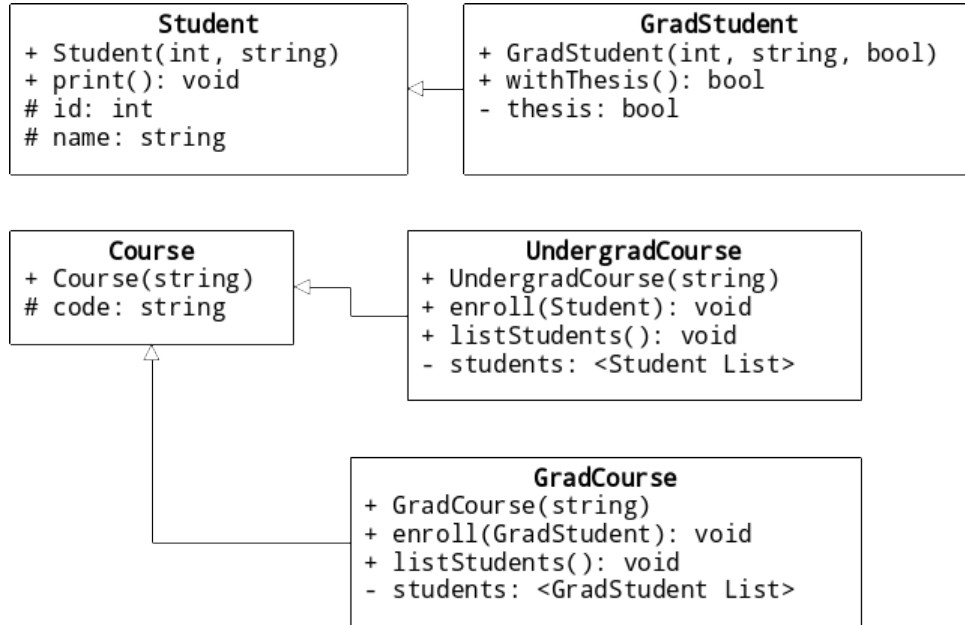 Student
+ Student(int, string)
+ print(): void
# id: int
# name: string
GradStudent
+ GradStudent(int, string, bool)
+ withThesis(): bool
- thesis: bool
Course
+ Course(string)
# code: string
UndergradCourse
+ UndergradCourse(string)
+ enroll(Student): void
+ listStudents(): void
- students: <Student List>
GradCourse
+ GradCourse(string)
+ enroll(GradStudent): void
+ listStudents(): void
- students: <GradStudent List>